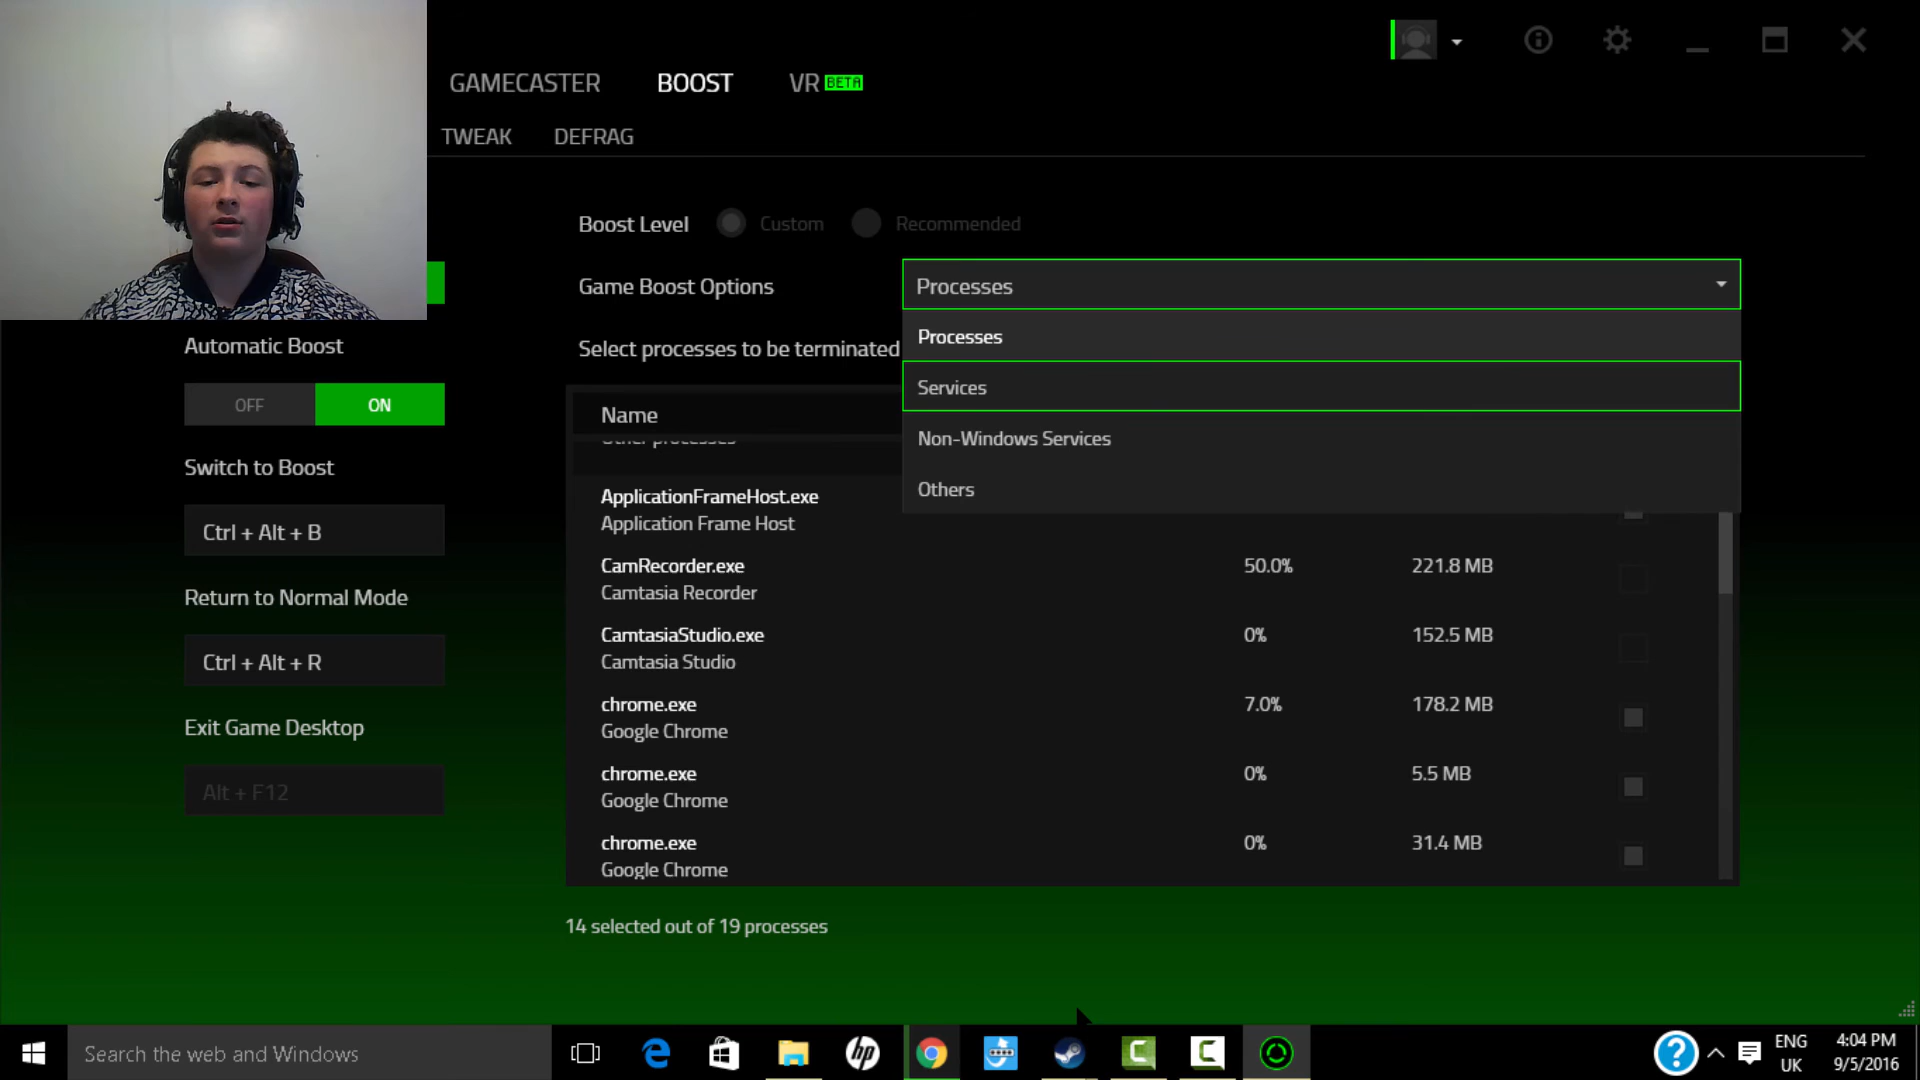 GAMECASTER BOOST VR BETA
TWEAK DEFRAG
Boost Level Custom Recommended
Game Boost Options Processes
Processes
Automatic Boost Select processes to be terminated
Services
OFF ON Name
Other processes
Non-Windows Services
Switch to Boost
Others
ApplicationFrameHost.exe
Application Frame Host
Ctrl + Alt + B
CamRecorder.exe 50.0% 221.8 MB
Camtasia Recorder
Return to Normal Mode
CamtasiaStudio.exe 0% 152.5 MB
Camtasia Studio
Ctrl + Alt + R
chrome.exe 7.0% 178.2 MB
Google Chrome
Exit Game Desktop
chrome.exe 0% 5.5 MB
Google Chrome
Alt + F12
chrome.exe 0% 31.4 MB
Google Chrome
14 selected out of 19 processes
Search the web and Windows
hp
ENG
UK
4:04 PM
9/5/2016